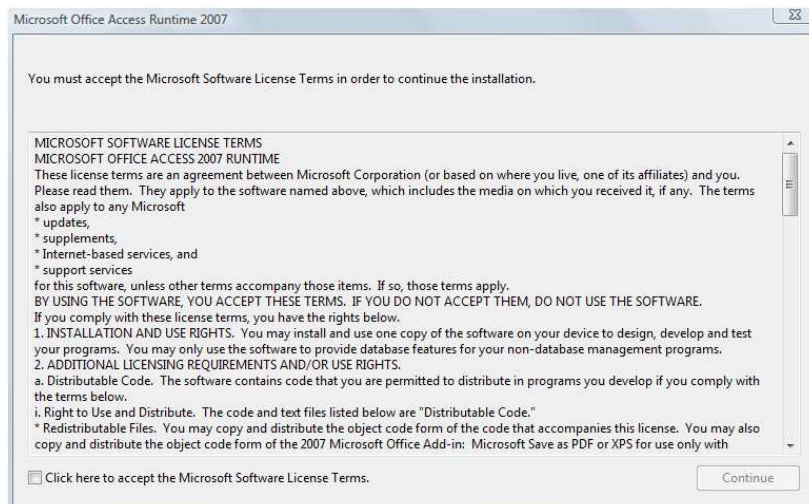 Microsoft Office Access Runtime 2007
You must accept the Microsoft Software License Terms in order to continue the installation.
MICROSOFT SOFTWARE LICENSE TERMS
MICROSOFT OFFICE ACCESS 2007 RUNTIME
These license terms are an agreement between Microsoft Corporation (or based on where you live, one of its affiliates) and you.
Please read them.  They apply to the software named above, which includes the media on which you received it, if any.  The terms
also apply to any Microsoft
* updates,
* supplements,
* Internet-based services, and
* support services
for this software, unless other terms accompany those items.  If so, those terms apply.
BY USING THE SOFTWARE, YOU ACCEPT THESE TERMS.  IF YOU DO NOT ACCEPT THEM, DO NOT USE THE SOFTWARE.
If you comply with these license terms, you have the rights below.
1. INSTALLATION AND USE RIGHTS.  You may install and use one copy of the software on your device to design, develop and test
your programs.  You may only use the software to provide database features for your non-database management programs.
2. ADDITIONAL LICENSING REQUIREMENTS AND/OR USE RIGHTS.
a. Distributable Code.  The software contains code that you are permitted to distribute in programs you develop if you comply with
the terms below.
i. Right to Use and Distribute.  The code and text files listed below are "Distributable Code."
* Redistributable Files.  You may copy and distribute the object code form of the code that accompanies this license.  You may also
copy and distribute the object code form of the 2007 Microsoft Office Add-in:  Microsoft Save as PDF or XPS for use only with
Click here to accept the Microsoft Software License Terms.
Continue